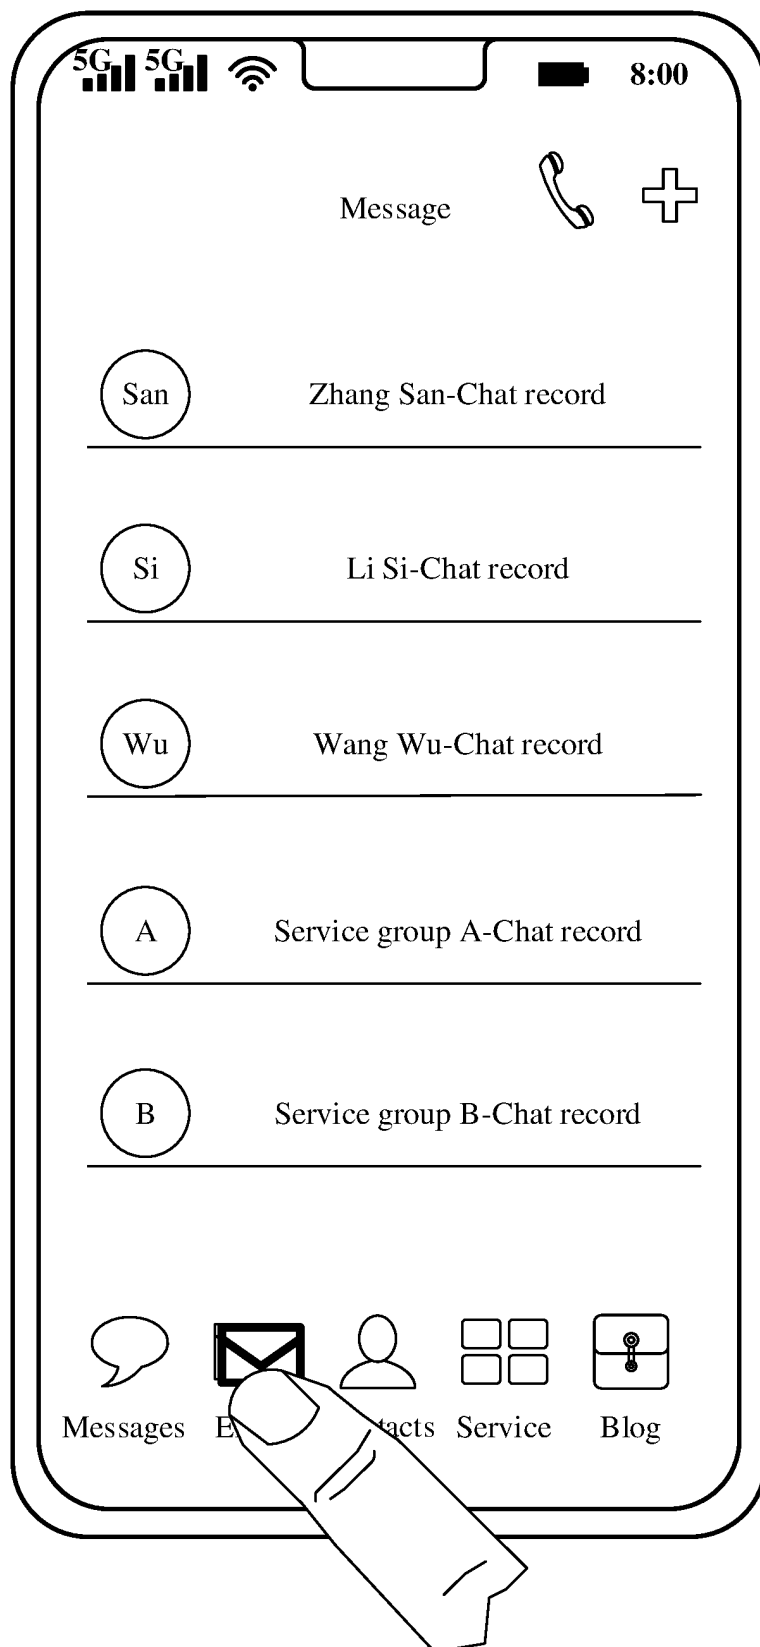 5G 5G 8:00
Message
San Zhang San-Chat record
Si Li Si-Chat record
Wu Wang Wu-Chat record
A Service group A-Chat record
B Service group B-Chat record
Messages Service Blog